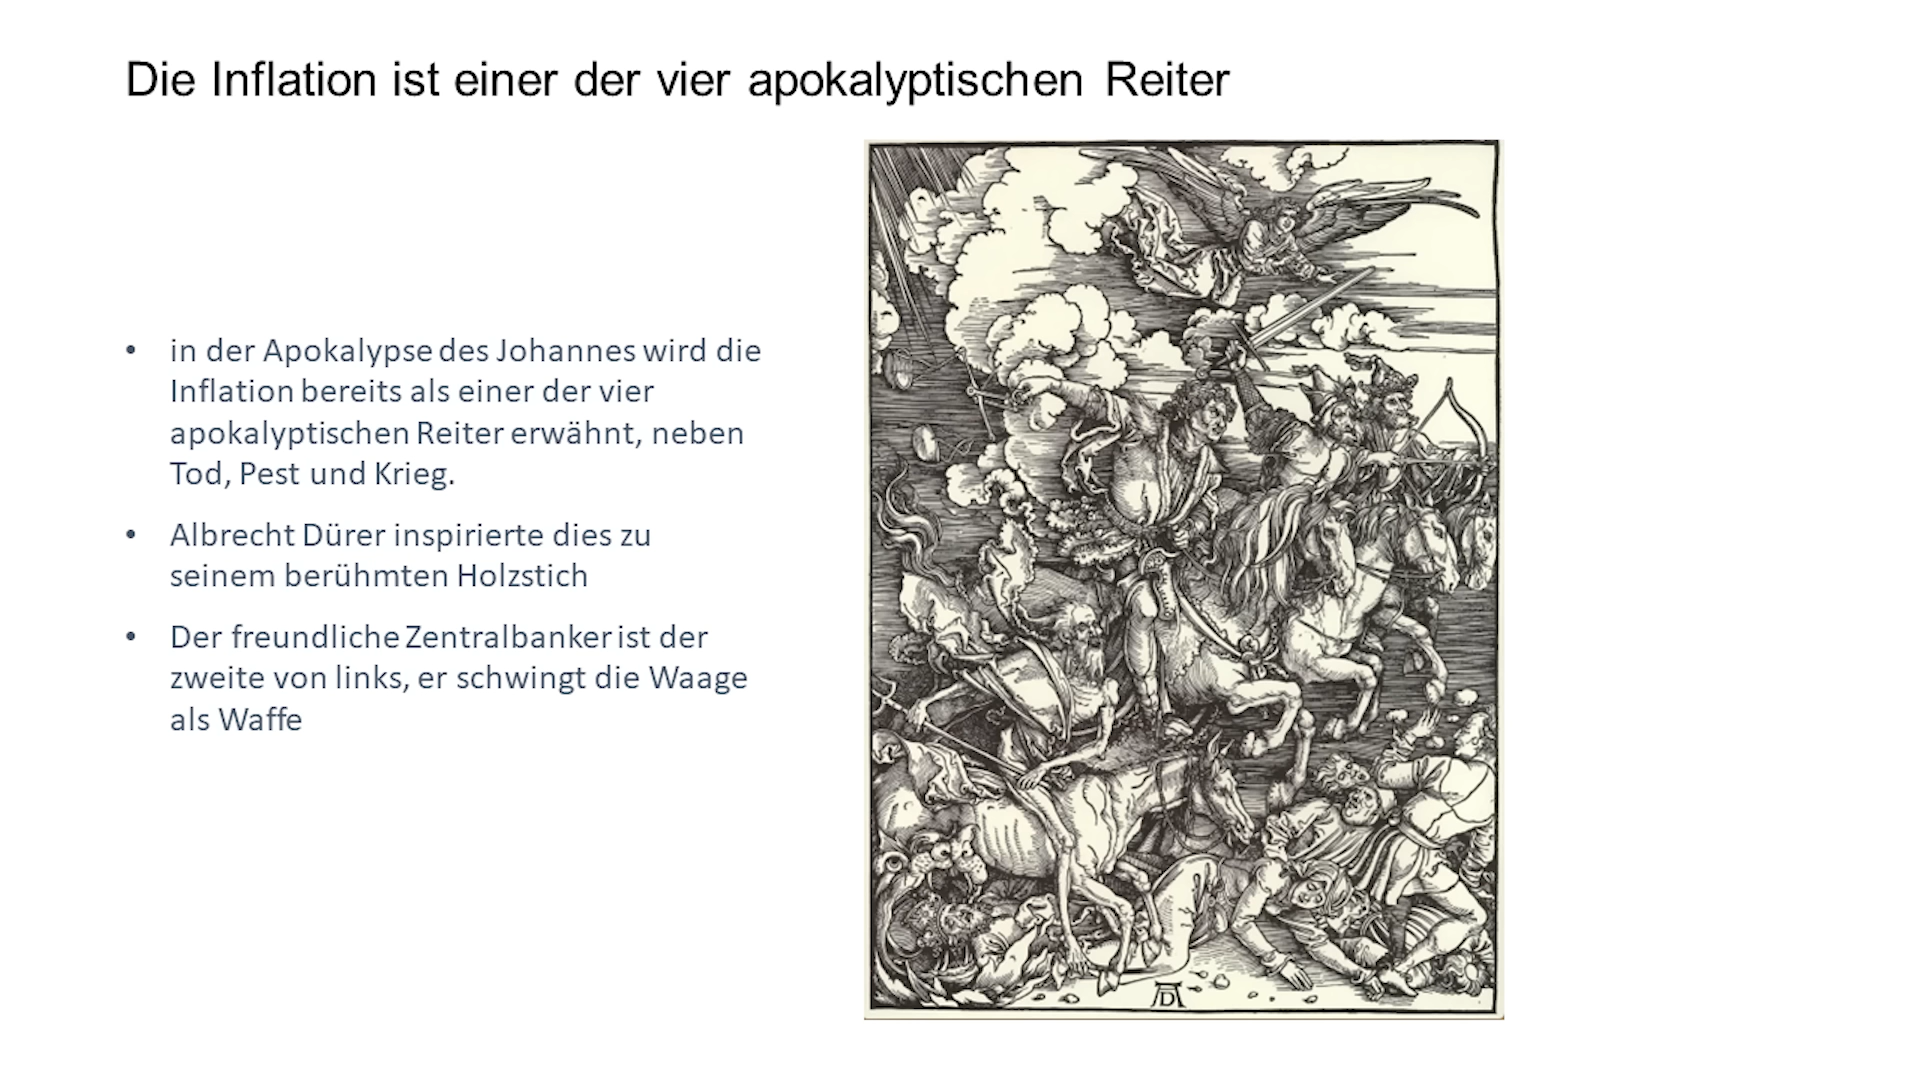 Die Inflation ist einer der vier apokalyptischen Reiter
• in der Apokalypse des Johannes wird die
Inflation bereits als einer der vier
apokalyptischen Reiter erwähnt, neben
Tod, Pest und Krieg.
• Albrecht Dürer inspirierte dies zu
seinem berühmten Holzstich
• Der freundliche Zentralbanker ist der
zweite von links, er schwingt die Waage
als Waffe
AD